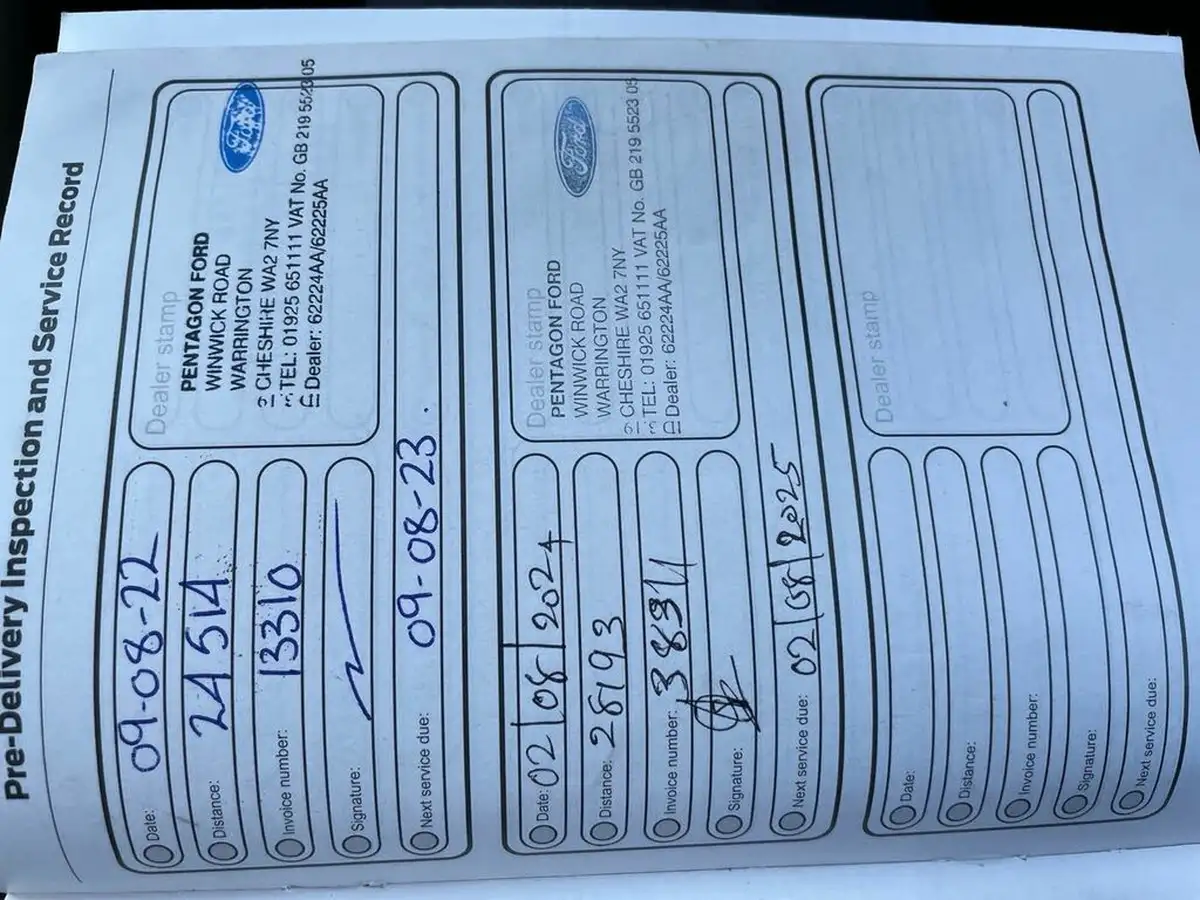 Pre-Delivery Inspection and Service Record
Date: 09-08-22
Distance: 24514
Invoice number: 13310
Signature:
Next service due: 09-08-23.
Dealer stamp
Ford
PENTAGON FORD
WINWICK ROAD
WARRINGTON
CHESHIRE WA2 7NY
TEL: 01925 651111 VAT No. GB 219 5523 05
Dealer: 62224AA/62225AA
Date: 02/08/2024
Distance: 28193
Invoice number:
Signature:
Next service due: 02/08/2025
Dealer stamp
Ford
PENTAGON FORD
WINWICK ROAD
WARRINGTON
CHESHIRE WA2 7NY
TEL: 01925 651111 VAT No. GB 219 5523 05
Dealer: 62224AA/62225AA
Date:
Distance:
Invoice number:
Signature:
Next service due:
Dealer stamp